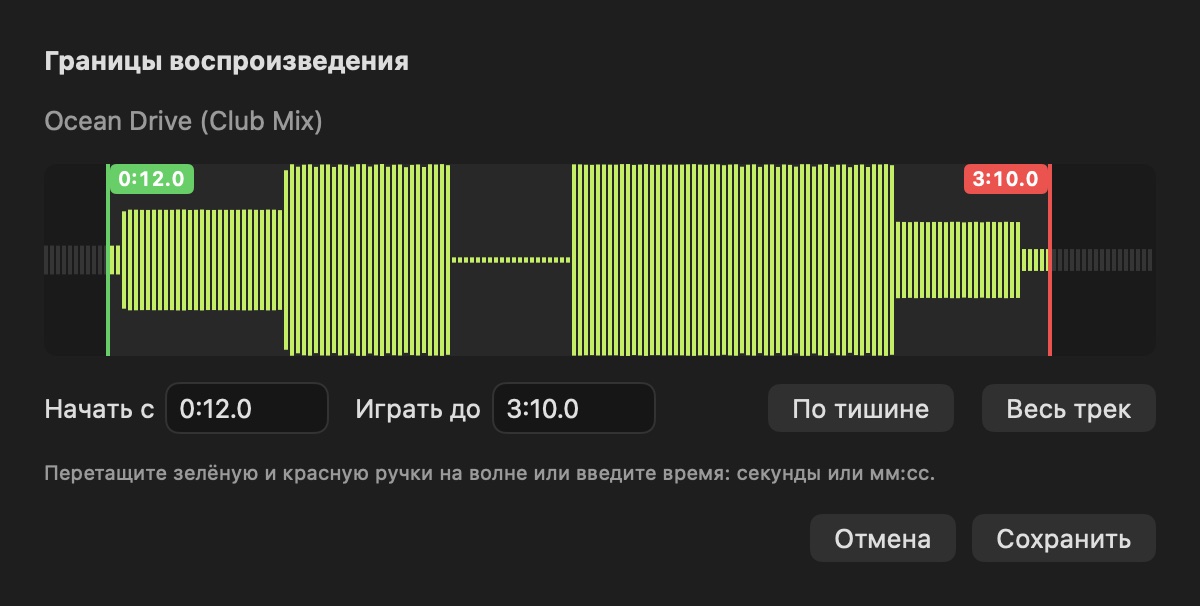 Границы воспроизведения
Ocean Drive (Club Mix)
0:12.0 3:10.0
Начать с 0:12.0 Играть до 3:10.0 По тишине Весь трек
Перетащите зелёную и красную ручки на волне или введите время: секунды или мм:сс.
Отмена Сохранить